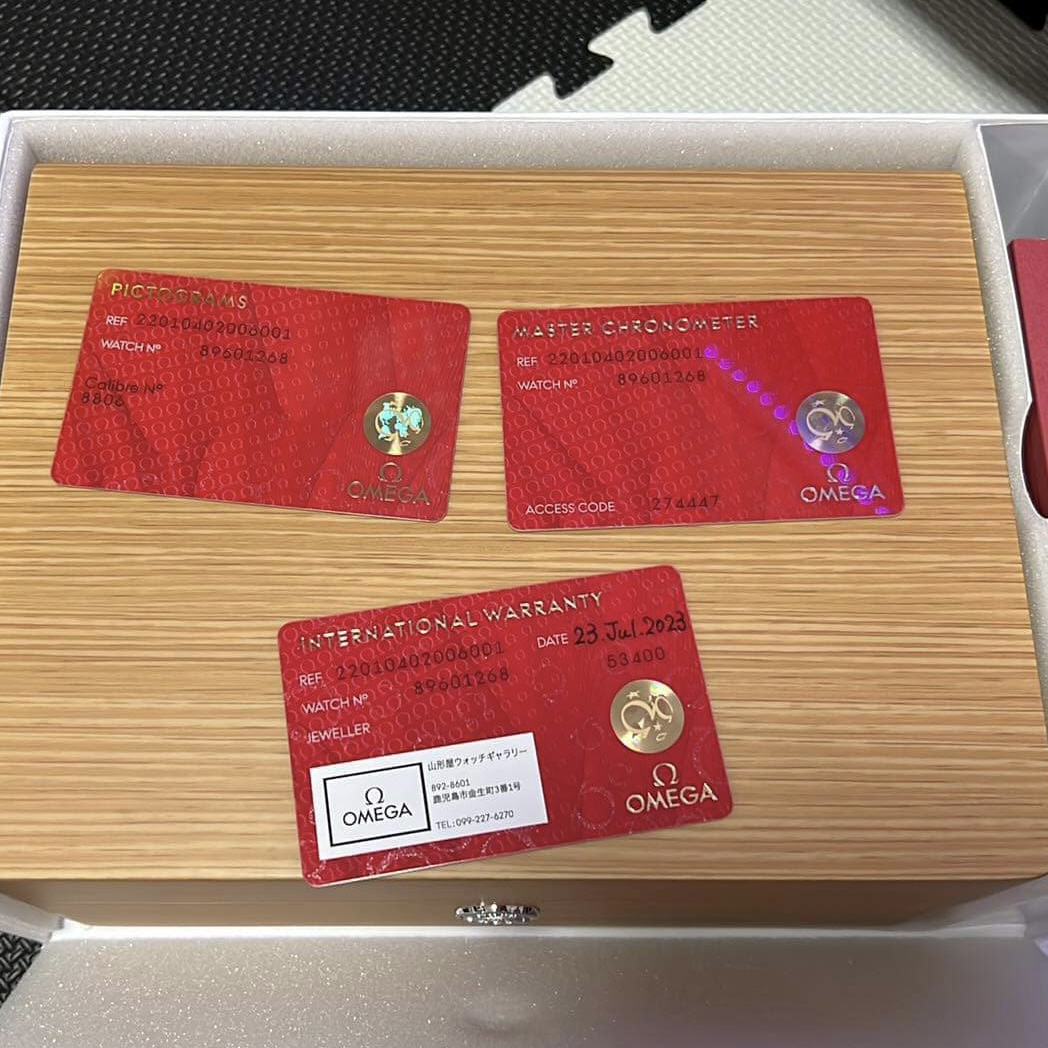 PICTOGRAMS
REF 22010402006001
WATCH Nº 89601268
Calibre Nº
8806
Ω
OMEGA
MASTER CHRONOMETER
REF 22010402006001
WATCH Nº 89601268
ACCESS CODE 274447
Ω
OMEGA
INTERNATIONAL WARRANTY
REF. 22010402006001
DATE 23.Jul.2023
WATCH Nº 89601268
53400
JEWELLER
Ω
OMEGA
山形屋ウォッチギャラリー
892-8601
鹿児島市金生町3番1号
TEL:099-227-6270
Ω
OMEGA